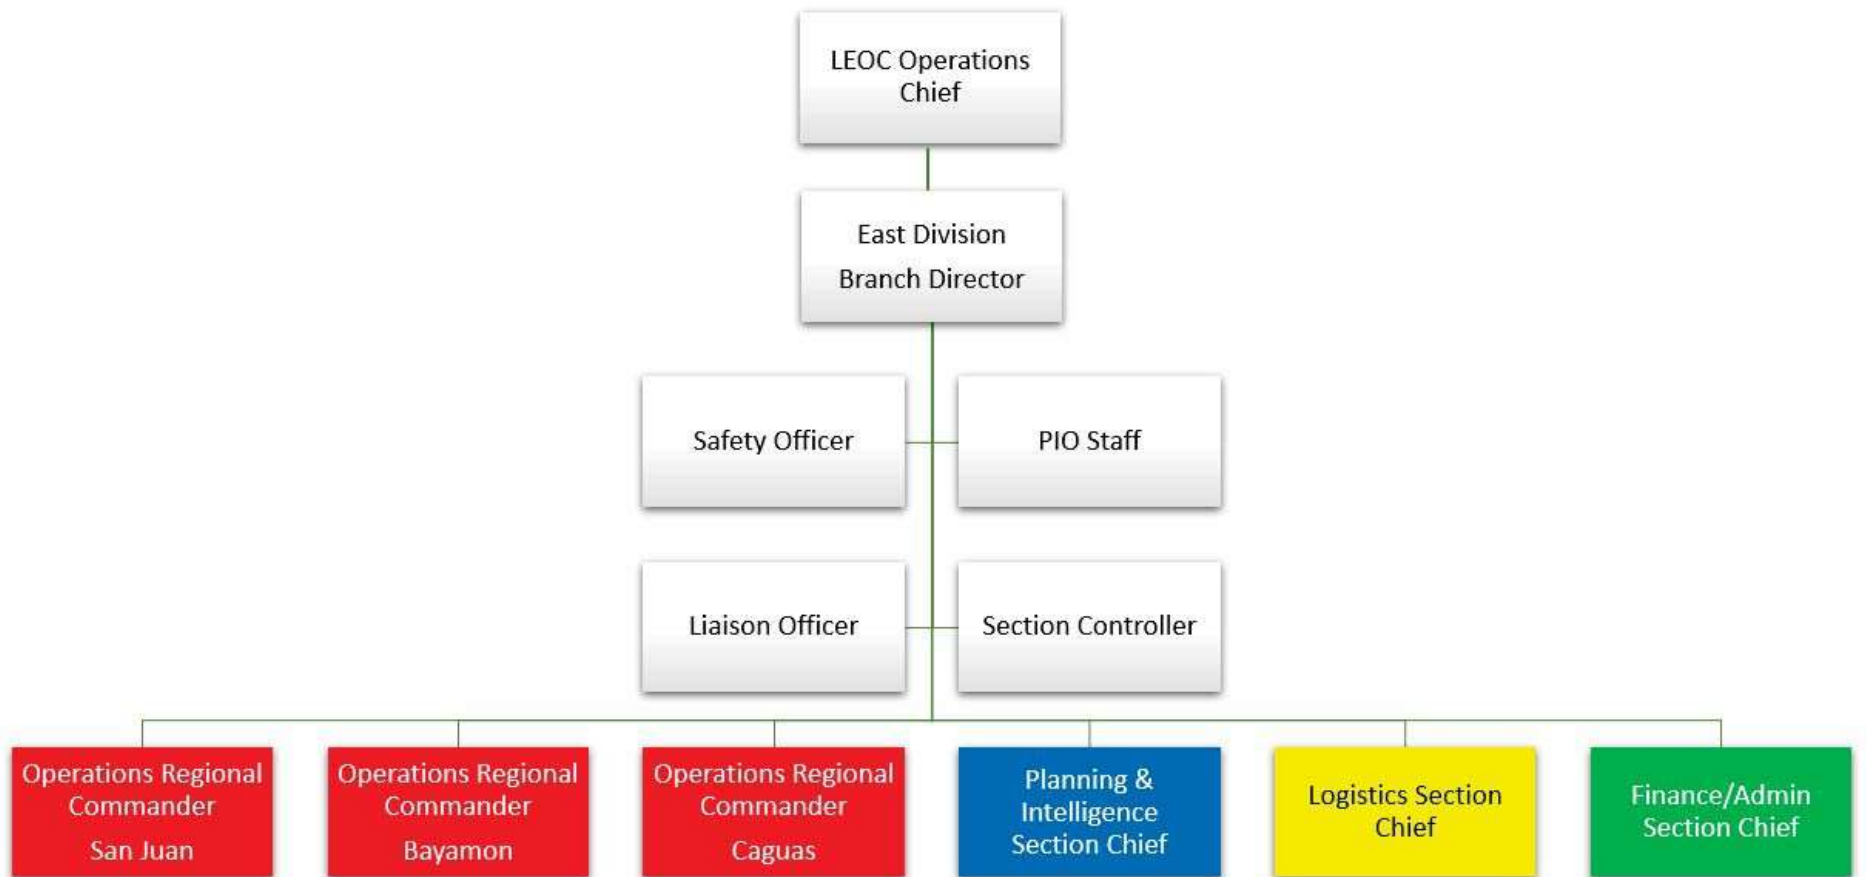 LEOC Operations
Chief
East Division
Branch Director
Safety Officer
PIO Staff
Liaison Officer
Section Controller
Operations Regional
Commander
San Juan
Operations Regional
Commander
Bayamon
Operations Regional
Commander
Caguas
Planning &
Intelligence
Section Chief
Logistics Section
Chief
Finance/Admin
Section Chief